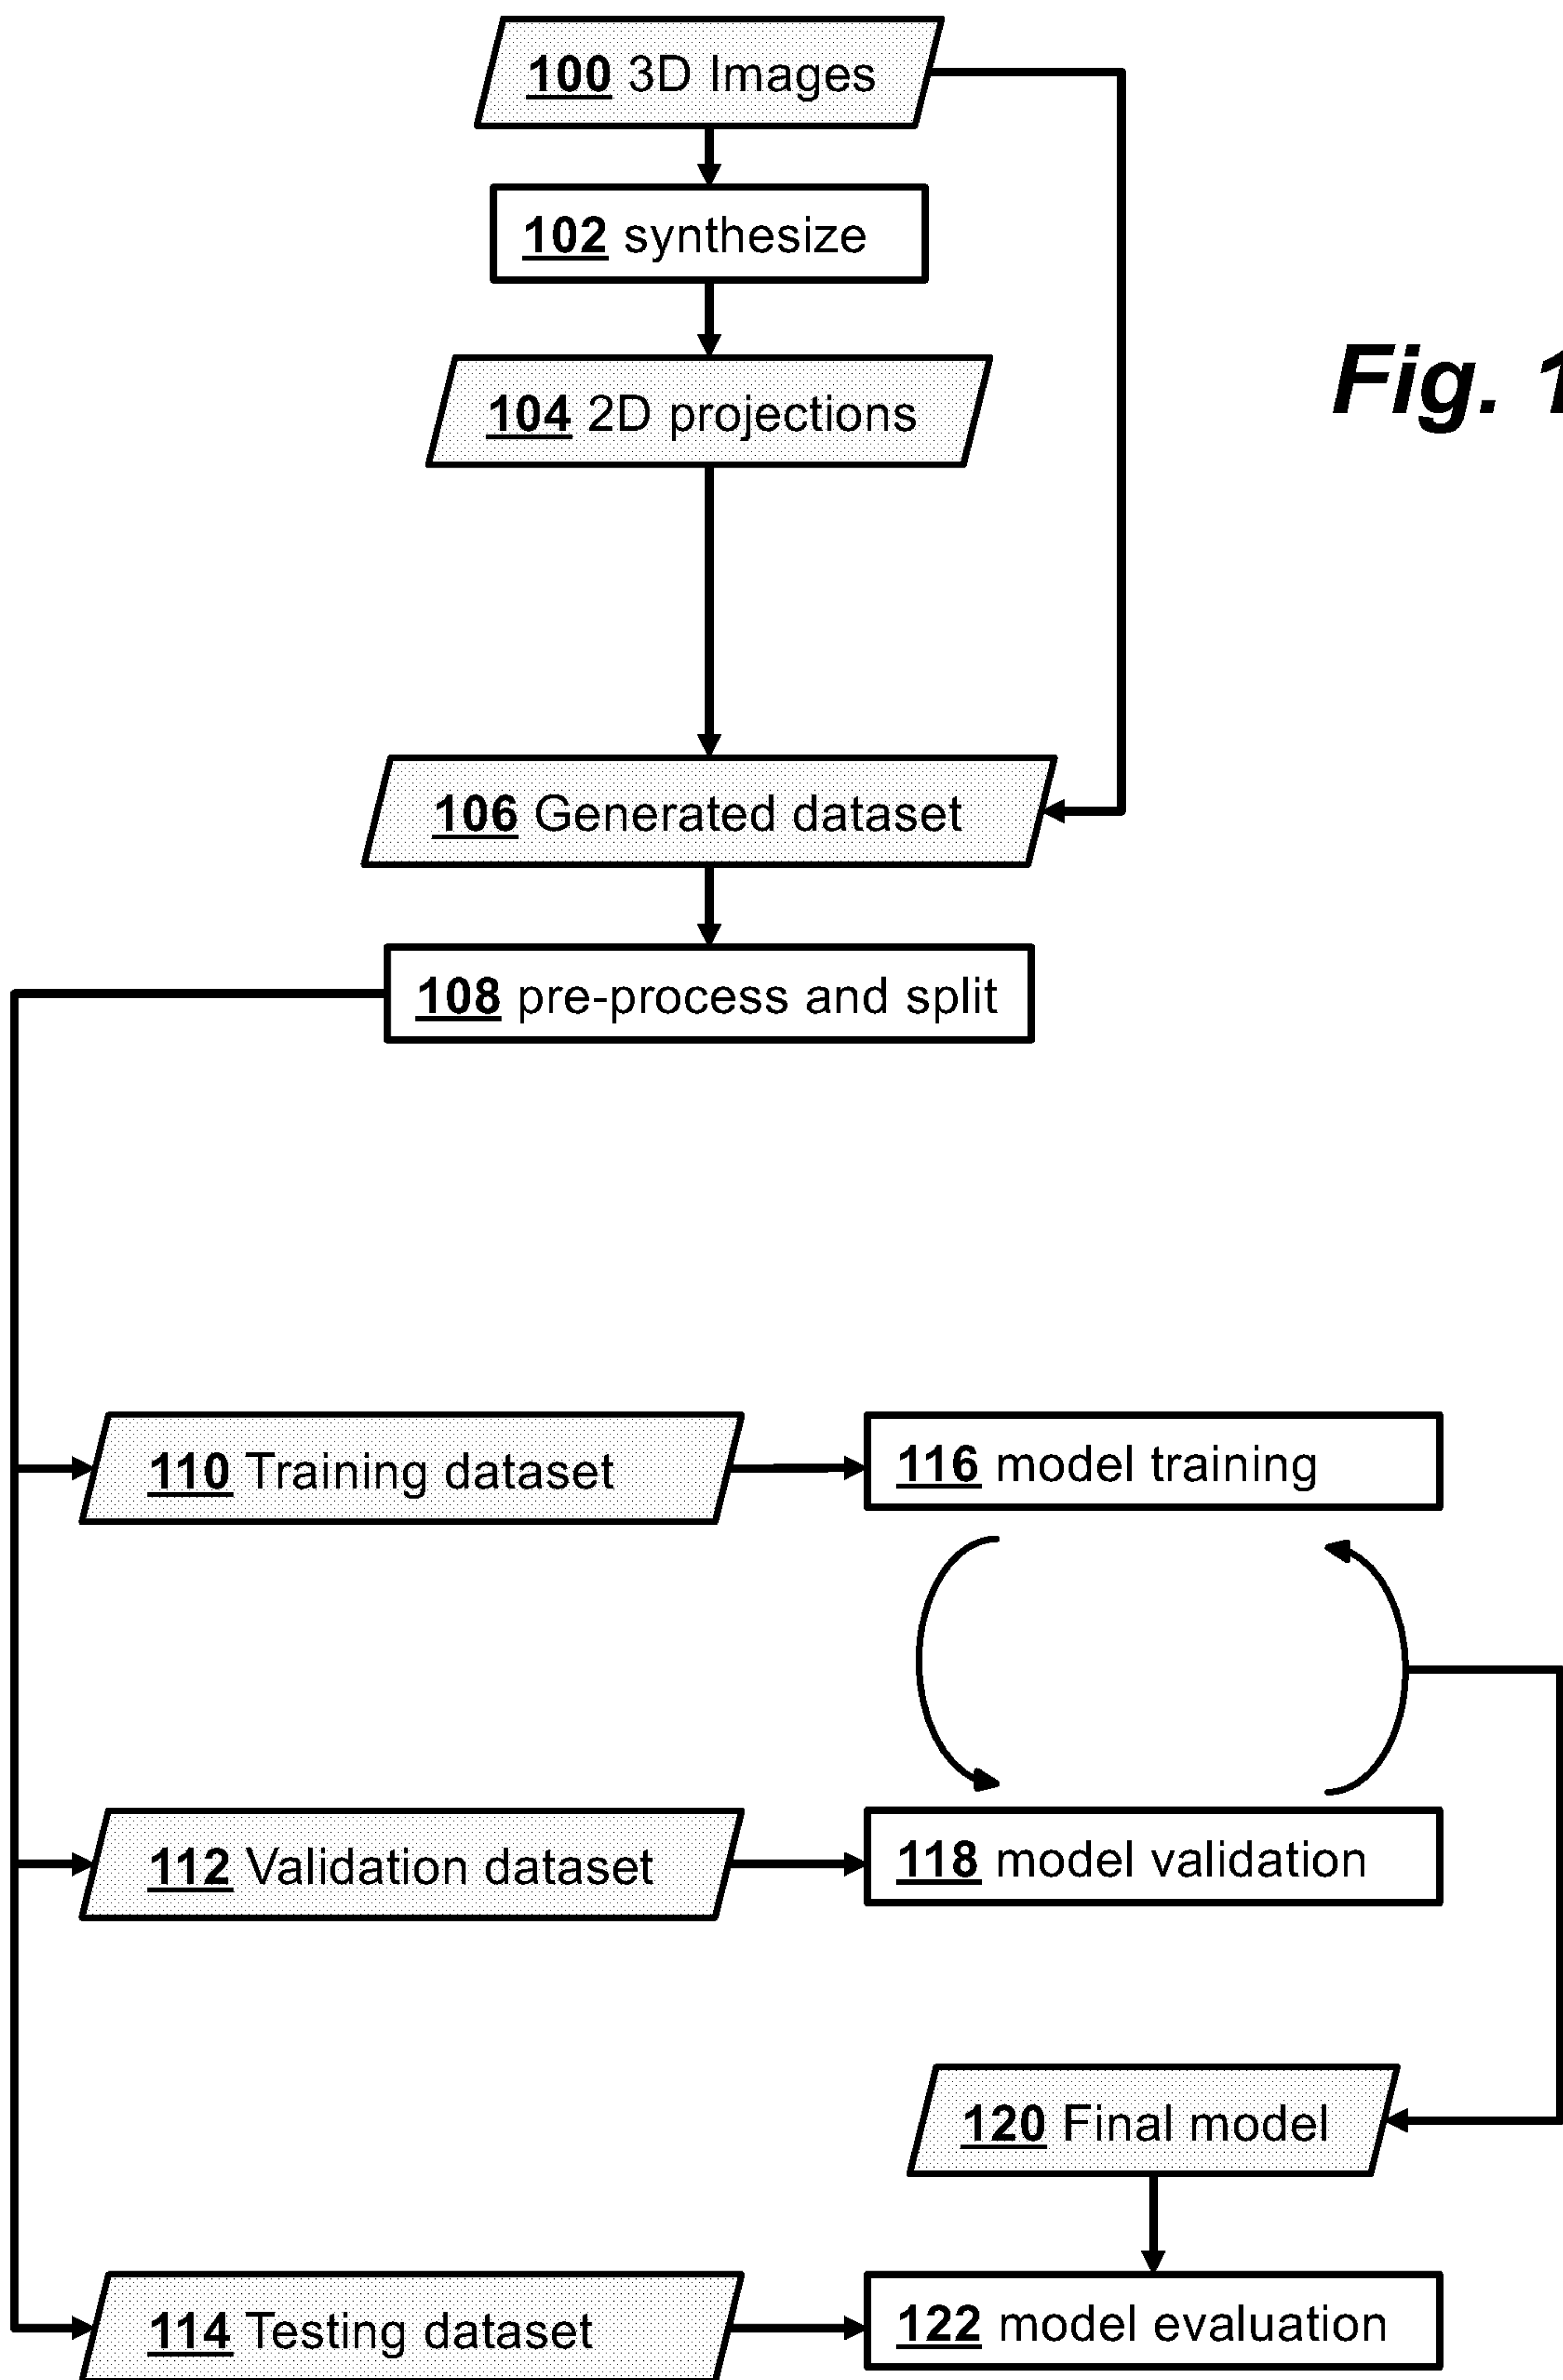 100 3D Images
102 synthesize
104 2D projections
Fig. 1
106 Generated dataset
108 pre-process and split
110 Training dataset
116 model training
112 Validation dataset
118 model validation
120 Final model
114 Testing dataset
122 model evaluation